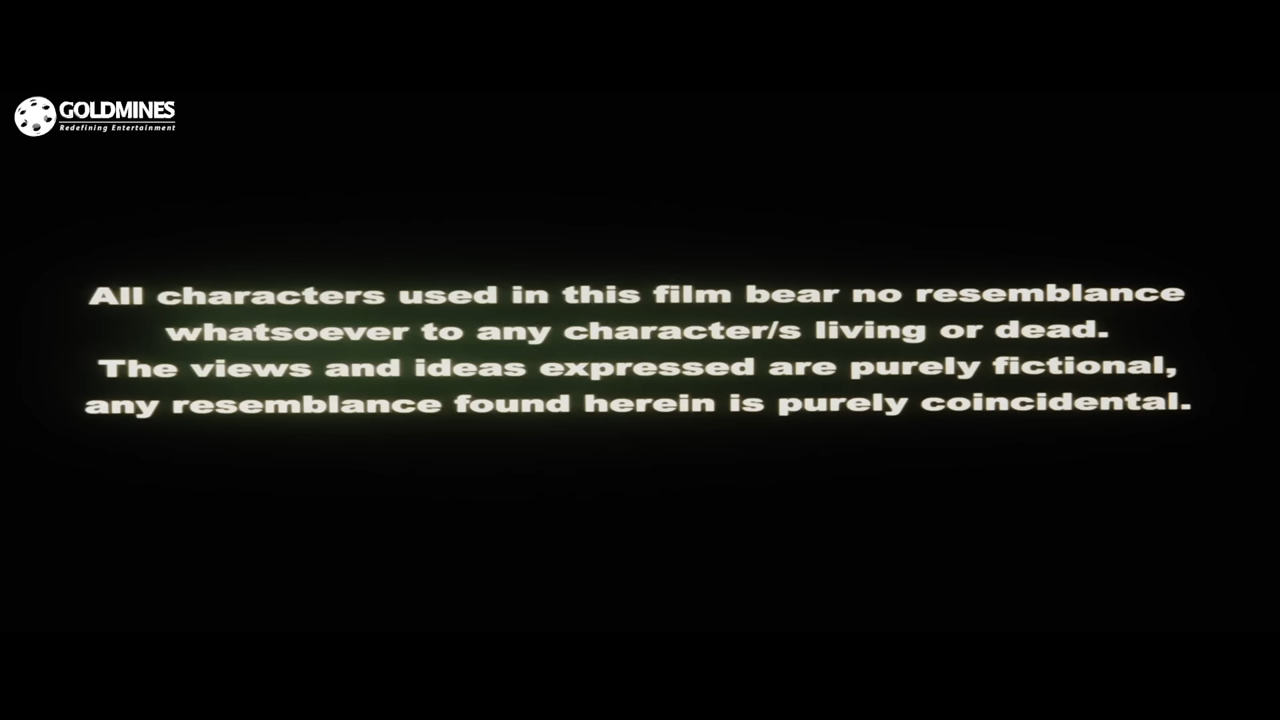 GOLDMINES
Redefining Entertainment
All characters used in this film bear no resemblance
whatsoever to any character/s living or dead.
The views and ideas expressed are purely fictional,
any resemblance found herein is purely coincidental.